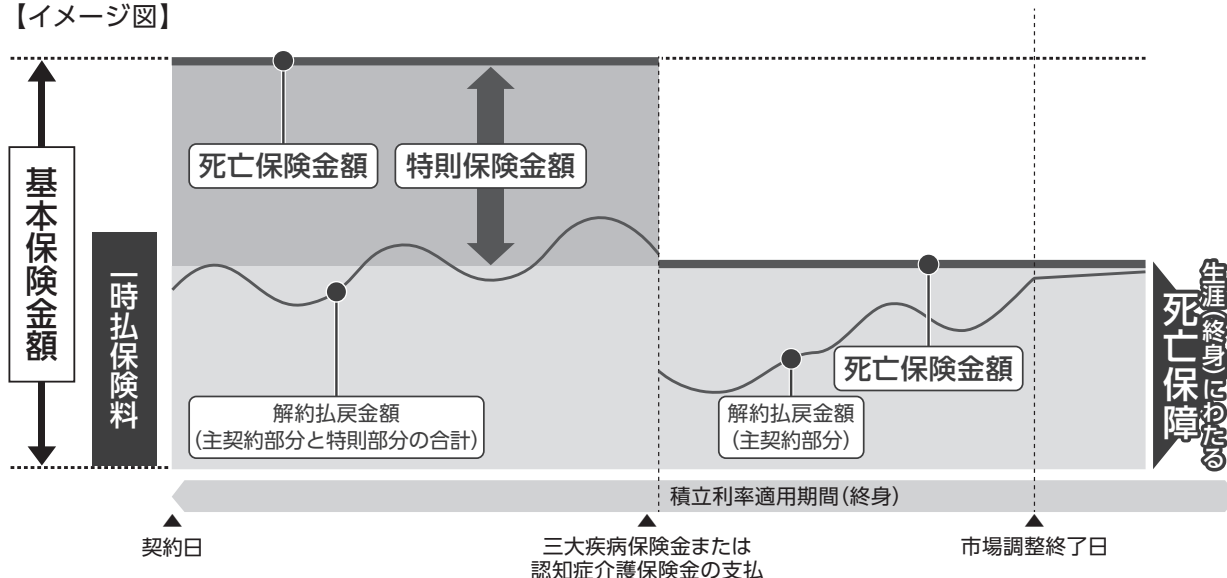 【イメージ図】
基本保険金額
一時払保険料
死亡保険金額
特則保険金額
解約払戻金額
(主契約部分と特則部分の合計)
死亡保険金額
解約払戻金額
(主契約部分)
生涯(終身)にわたる
死亡保障
積立利率適用期間(終身)
契約日
三大疾病保険金または
認知症介護保険金の支払
市場調整終了日